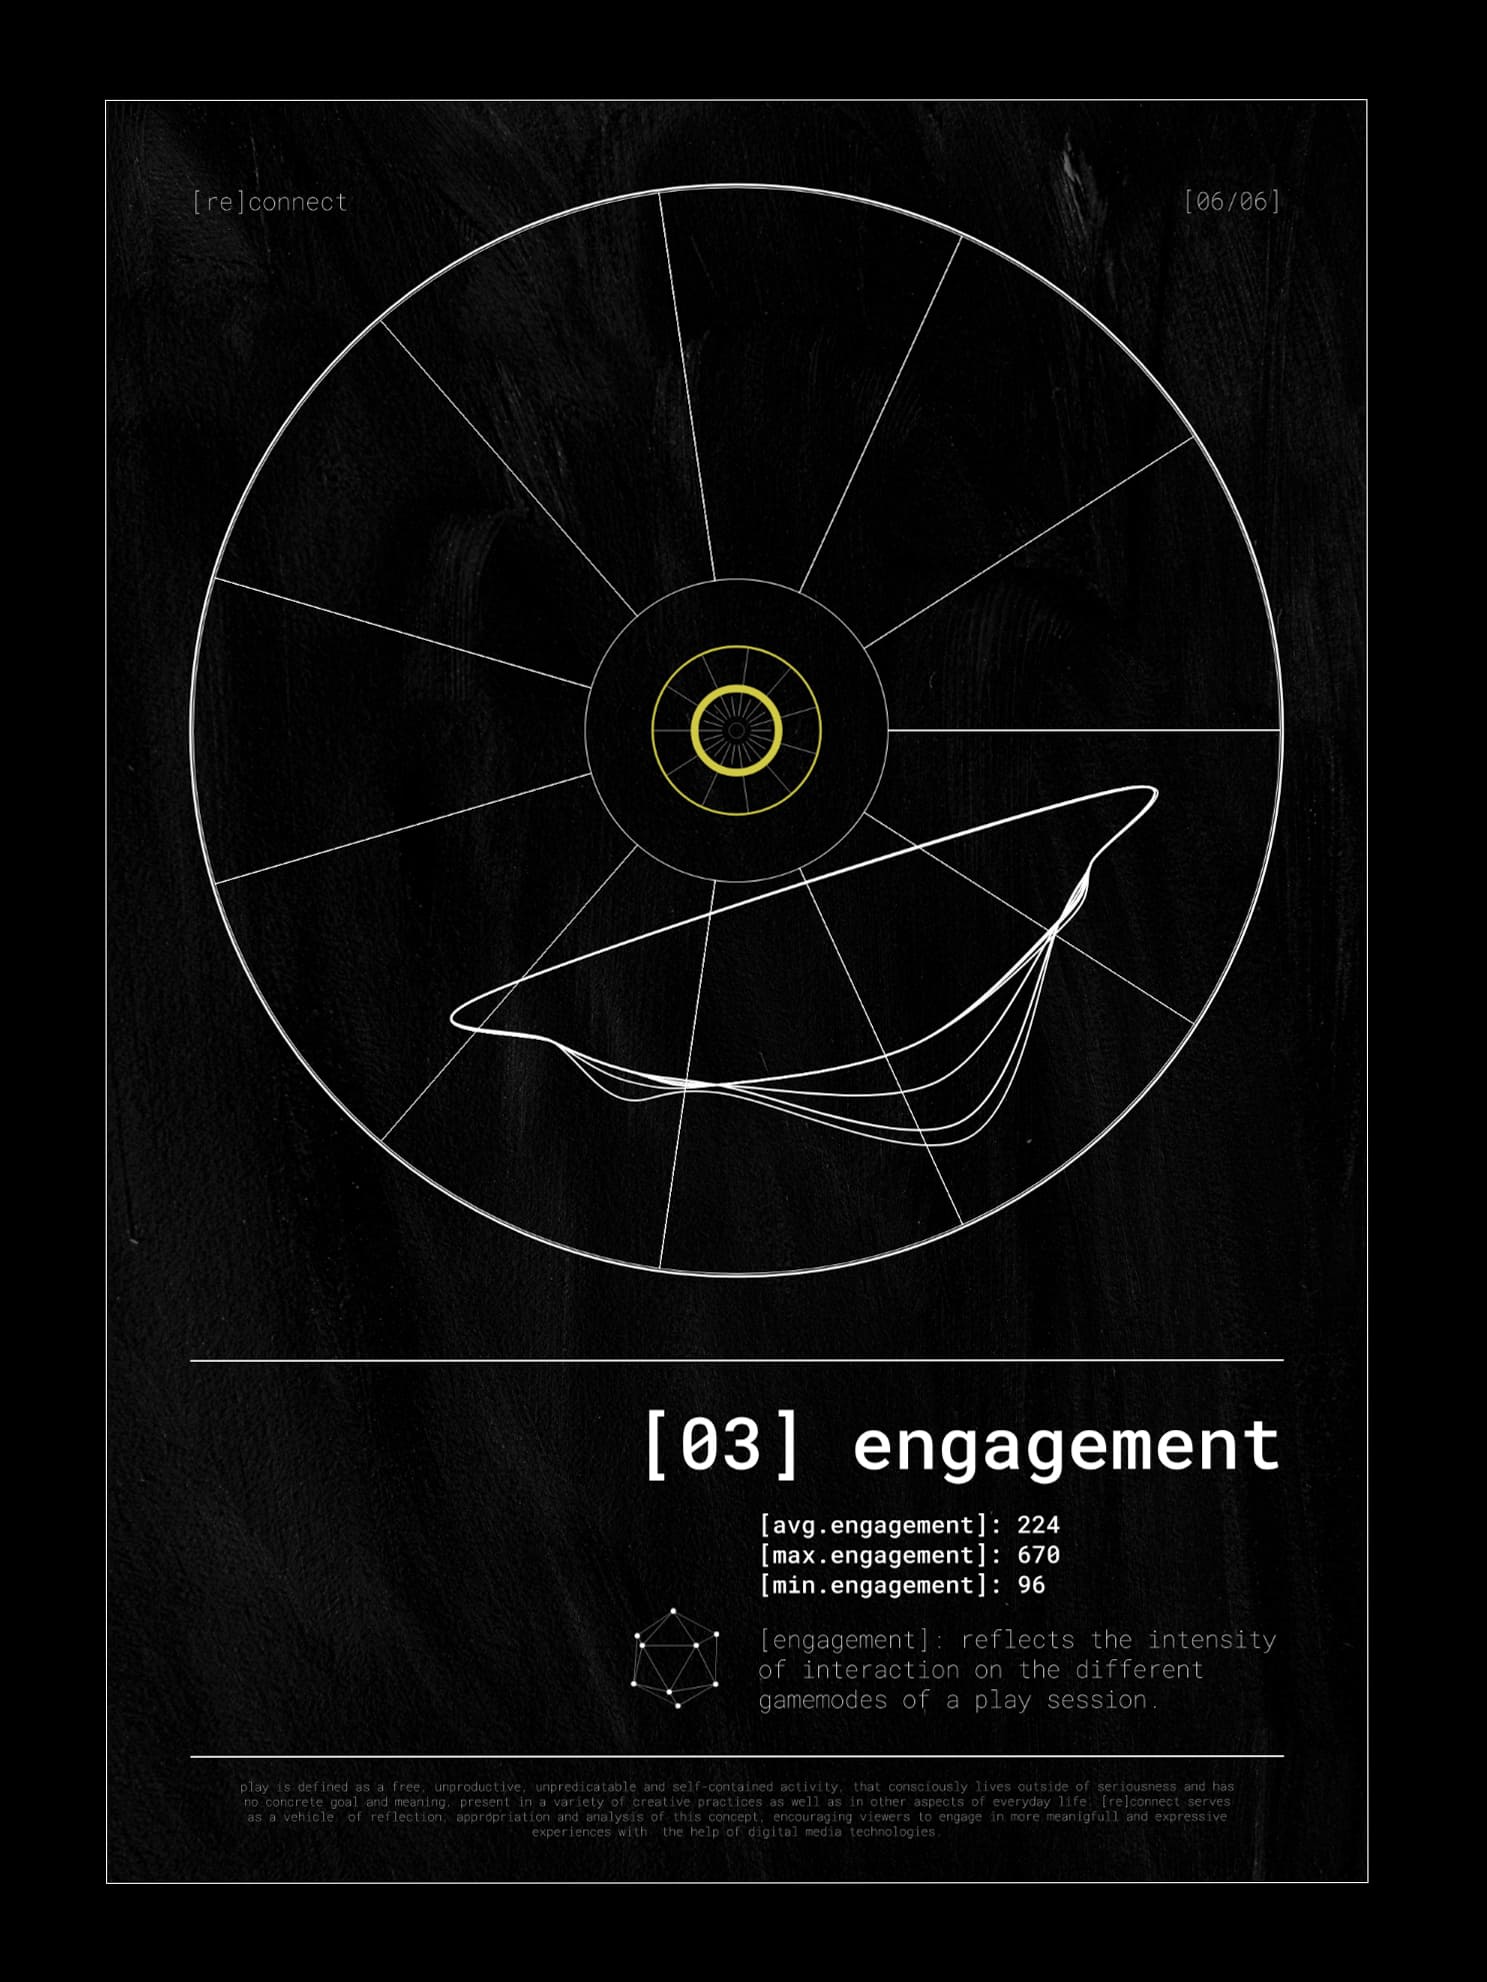 [re]connect
[06/06]
[03] engagement
[avg.engagement]: 224
[max.engagement]: 670
[min.engagement]: 96
[engagement]: reflects the intensity
of interaction on the different
gamemodes of a play session.
play is defined as a free, unproductive, unpredicatable and self-contained activity, that consciously lives outside of seriousness and has
no concrete goal and meaning, present in a variety of creative practices as well as in other aspects of everyday life. [re]connect serves
as a vehicle of reflection, appropriation and analysis of this concept, encouraging viewers to engage in more meanigfull and expressive
experiences with the help of digital media technologies.